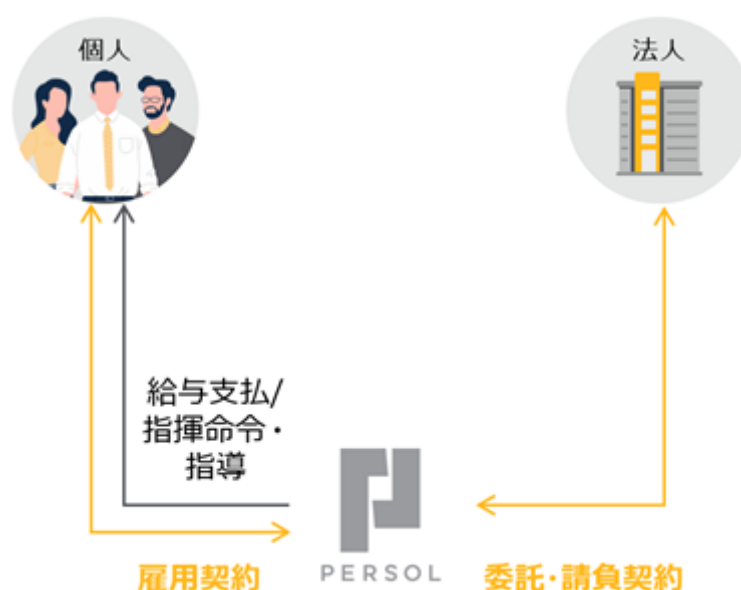 個人
法人
給与支払/
指揮命令・
指導
PERSOL
雇用契約
委託・請負契約